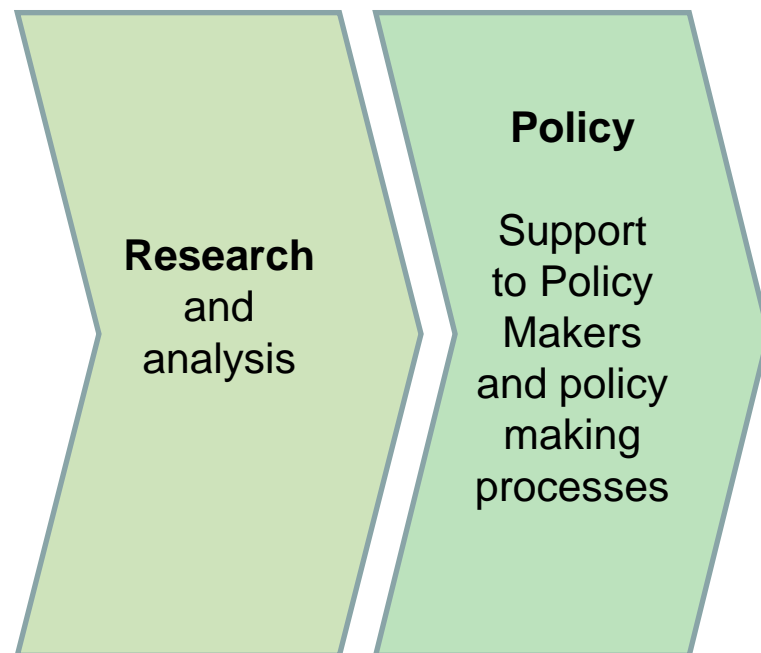 Research
and
analysis
Policy
Support
to Policy
Makers
and policy
making
processes